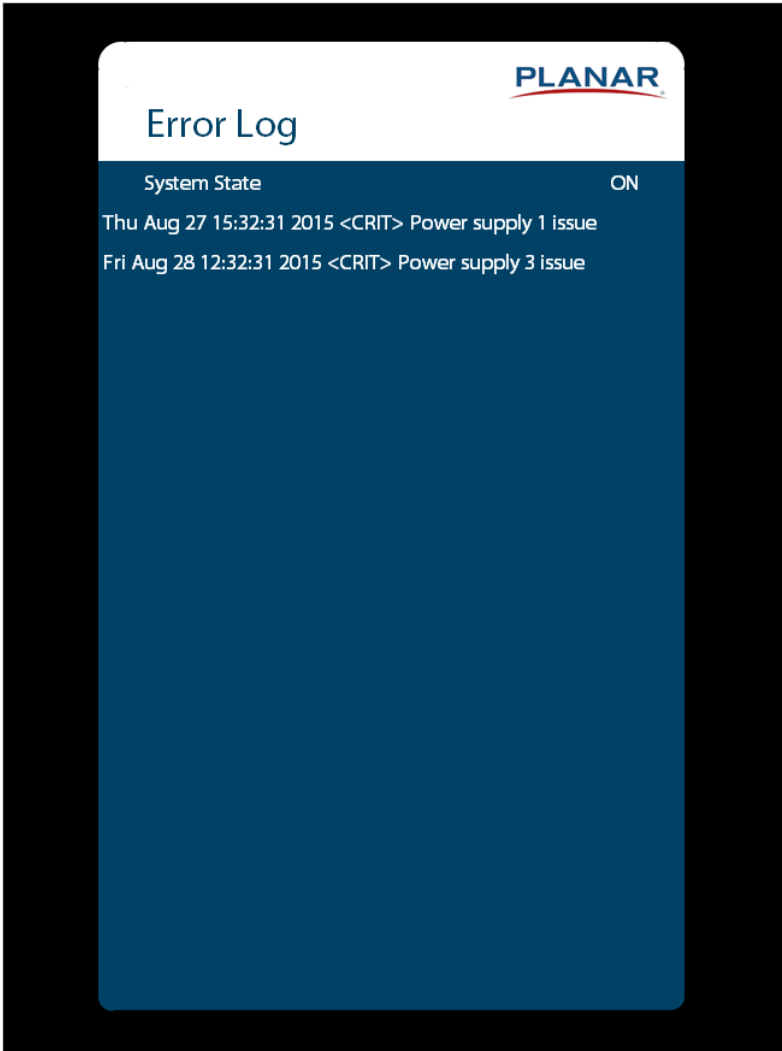 PLANAR
Error Log
System State ON
Thu Aug 27 15:32:31 2015 <CRIT> Power supply 1 issue
Fri Aug 28 12:32:31 2015 <CRIT> Power supply 3 issue